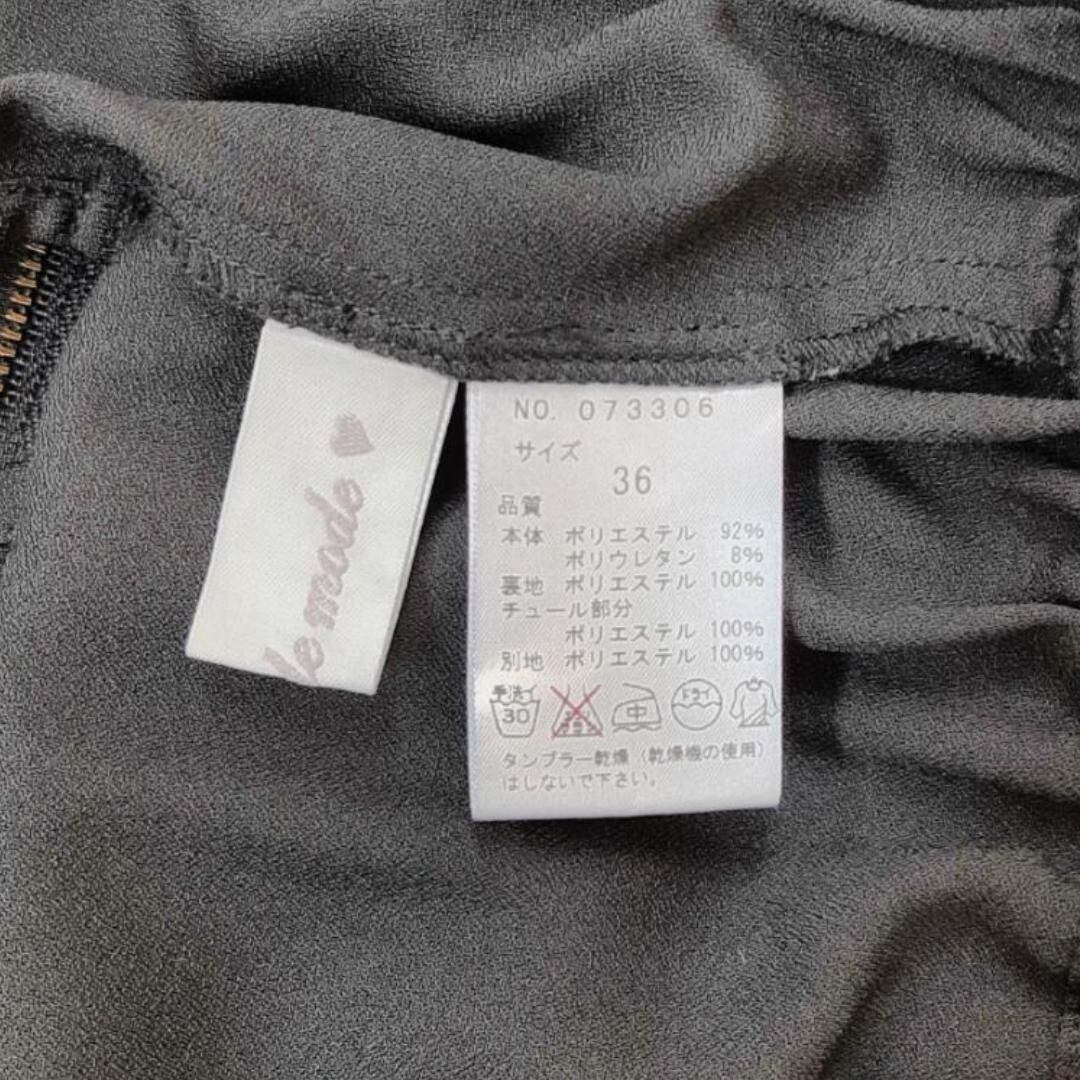 mode
NO. 073306
サイズ
36
品質
本体 ポリエステル 92%
ポリウレタン 8%
裏地 ポリエステル 100%
チュール部分
ポリエステル 100%
別地 ポリエステル 100%
手洗イ
30
中
ドライ
タンブラー乾燥（乾燥機の使用）
はしないで下さい。